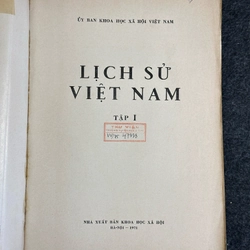 ỦY BAN KHOA HỌC XÃ HỘI VIỆT NAM
LỊCH SỬ
VIỆT NAM
TẬP I
NHÀ XUẤT BẢN KHOA HỌC XÃ HỘI
HÀ NỘI - 1971